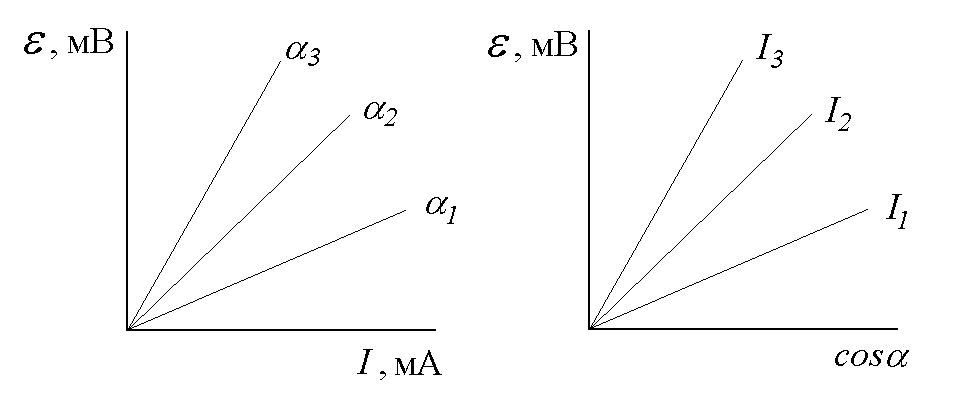 ε, мВ
α3
α2
α1
I, мА
ε, мВ
I3
I2
I1
cosα